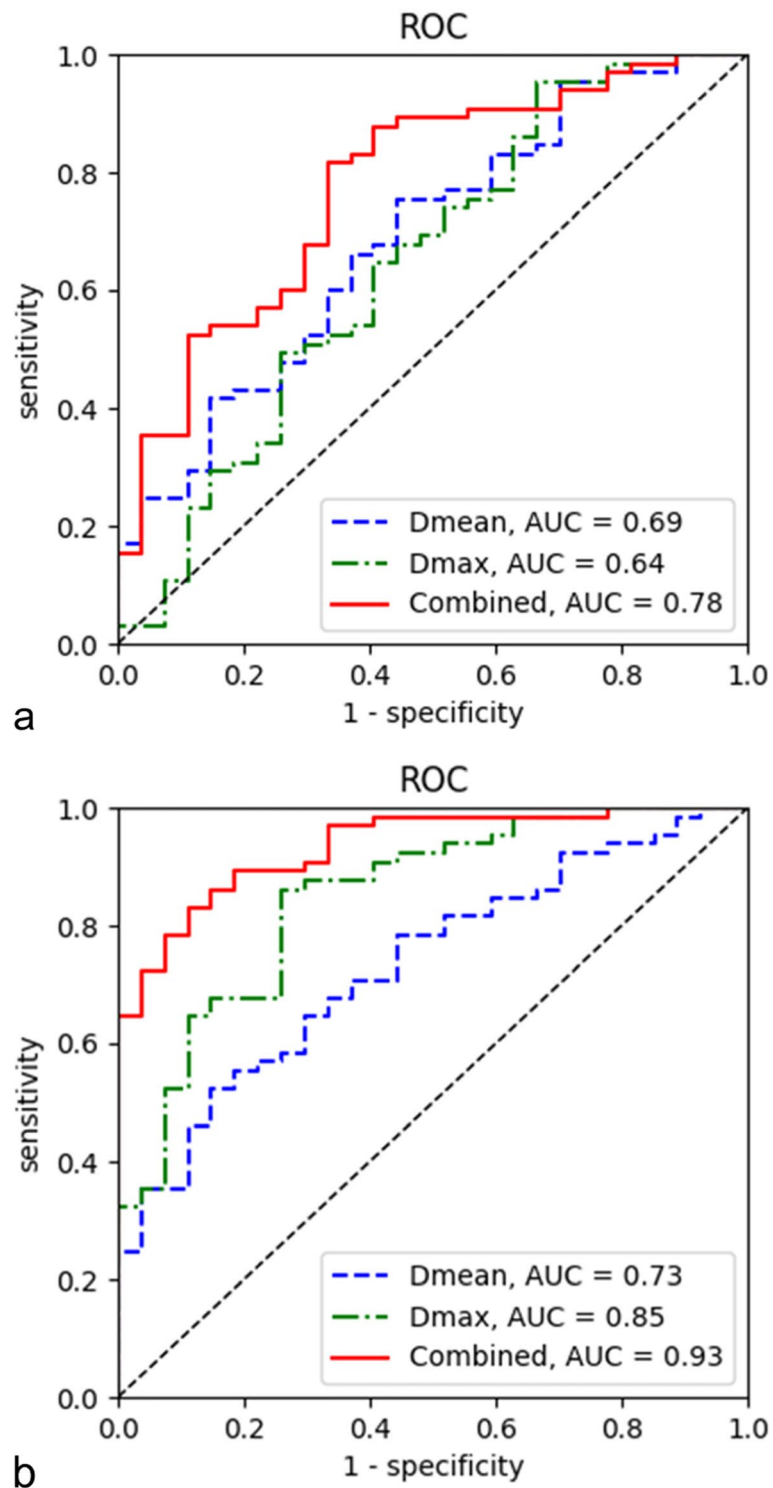 ROC
1.0
0.8
0.6
0.4
0.2
0.0
sensitivity
Dmean, AUC = 0.69
Dmax, AUC = 0.64
Combined, AUC = 0.78
0.0 0.2 0.4 0.6 0.8 1.0
1 - specificity
a
ROC
1.0
0.8
0.6
0.4
0.2
0.0
sensitivity
Dmean, AUC = 0.73
Dmax, AUC = 0.85
Combined, AUC = 0.93
0.0 0.2 0.4 0.6 0.8 1.0
1 - specificity
b